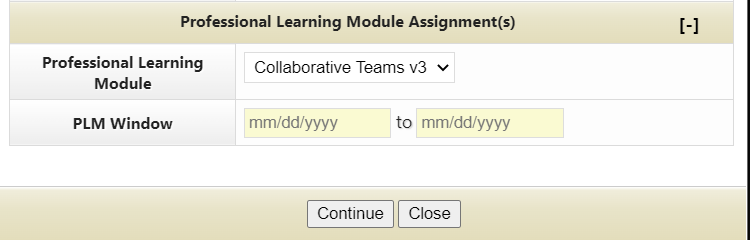 Professional Learning Module Assignment(s) [-]
Professional Learning
Module
Collaborative Teams v3
PLM Window mm/dd/yyyy to mm/dd/yyyy
Continue Close